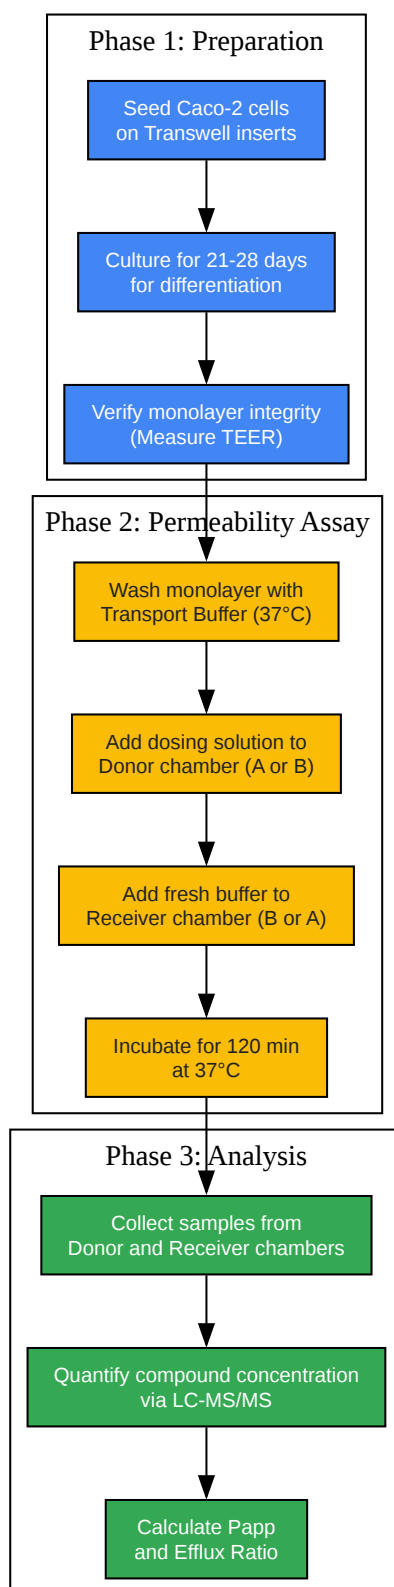 Phase 1: Preparation
Seed Caco-2 cells
on Transwell inserts
Culture for 21-28 days
for differentiation
Verify monolayer integrity
(Measure TEER)
Phase 2: Permeability Assay
Wash monolayer with
Transport Buffer (37°C)
Add dosing solution to
Donor chamber (A or B)
Add fresh buffer to
Receiver chamber (B or A)
Incubate for 120 min
at 37°C
Phase 3: Analysis
Collect samples from
Donor and Receiver chambers
Quantify compound concentration
via LC-MS/MS
Calculate Papp
and Efflux Ratio